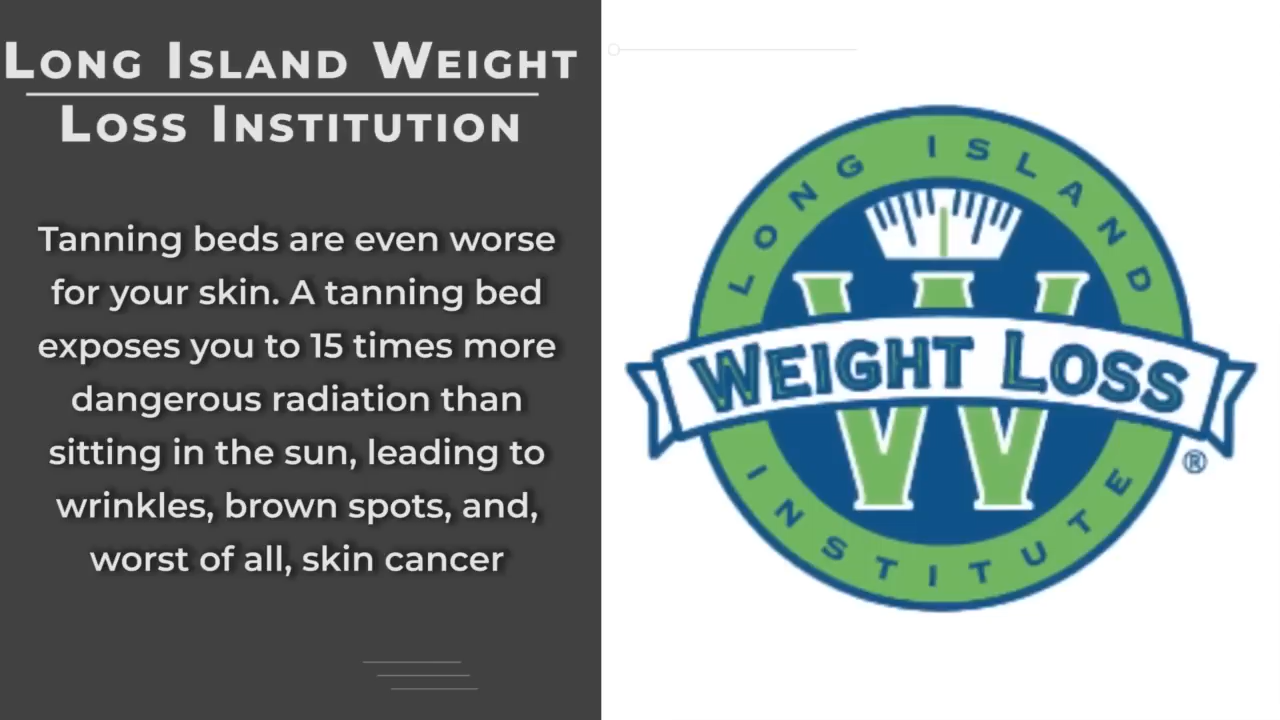 Long Island Weight
Loss Institution
Tanning beds are even worse
for your skin. A tanning bed
exposes you to 15 times more
dangerous radiation than
sitting in the sun, leading to
wrinkles, brown spots, and,
worst of all, skin cancer
LONG ISLAND
W
WEIGHT LOSS
®
INSTITUTE